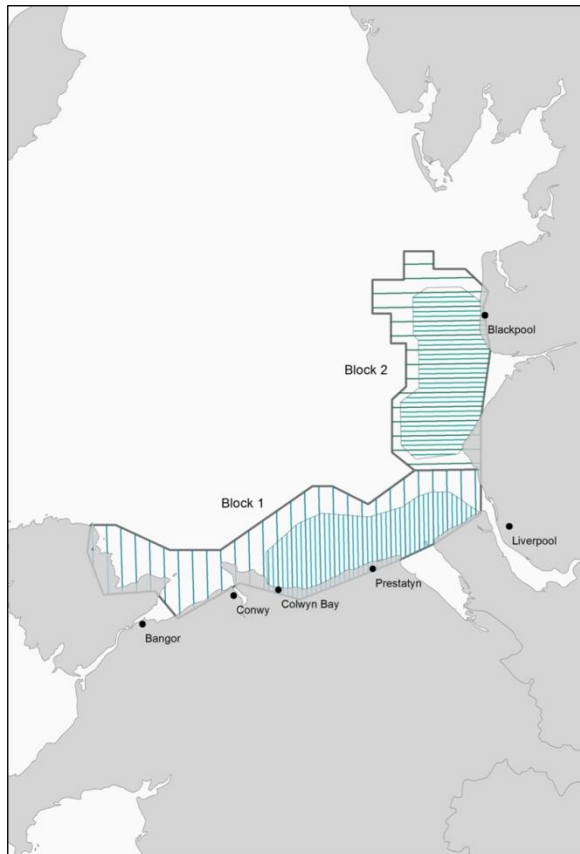 Blackpool
Block 2
Block 1
Liverpool
Prestatyn
Colwyn Bay
Conwy
Bangor